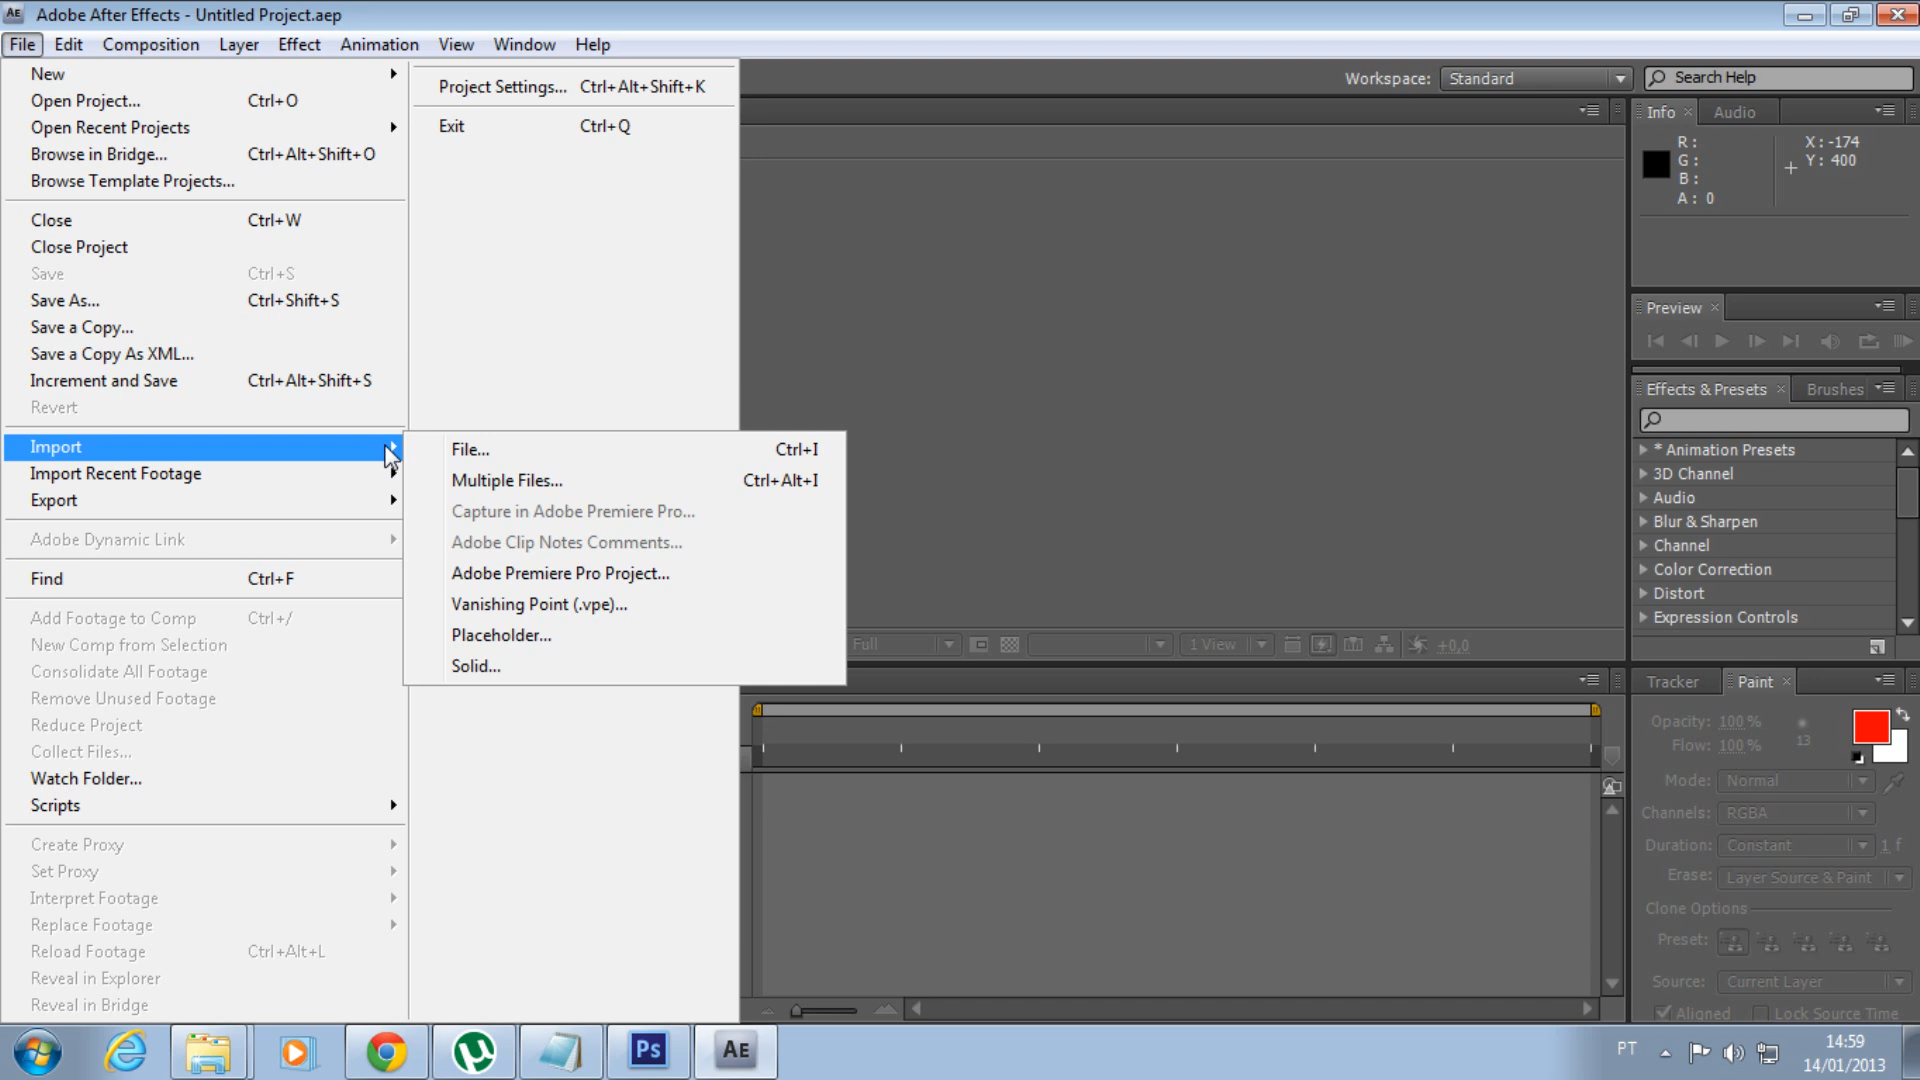 AE Adobe After Effects - Untitled Project.aep
File Edit Composition Layer Effect Animation View Window Help
New
Open Project... Ctrl+O
Open Recent Projects
Browse in Bridge... Ctrl+Alt+Shift+O
Browse Template Projects...
Close Ctrl+W
Close Project
Save Ctrl+S
Save As... Ctrl+Shift+S
Save a Copy...
Save a Copy As XML...
Increment and Save Ctrl+Alt+Shift+S
Revert
Import
Import Recent Footage
Export
Adobe Dynamic Link
Find Ctrl+F
Add Footage to Comp Ctrl+/
New Comp from Selection
Consolidate All Footage
Remove Unused Footage
Reduce Project
Collect Files...
Watch Folder...
Scripts
Create Proxy
Set Proxy
Interpret Footage
Replace Footage
Reload Footage Ctrl+Alt+L
Reveal in Explorer
Reveal in Bridge
Project Settings... Ctrl+Alt+Shift+K
Exit Ctrl+Q
File... Ctrl+I
Multiple Files... Ctrl+Alt+I
Capture in Adobe Premiere Pro...
Adobe Clip Notes Comments...
Adobe Premiere Pro Project...
Vanishing Point (.vpe)...
Placeholder...
Solid...
Full 1 View +0,0
Workspace: Standard Search Help
Info Audio
R: X: -174
G: Y: 400
B:
A: 0
Preview
Effects & Presets Brushes
* Animation Presets
3D Channel
Audio
Blur & Sharpen
Channel
Color Correction
Distort
Expression Controls
Tracker Paint
Opacity: 100 %
Flow: 100 % 13
Mode: Normal
Channels: RGBA
Duration: Constant 1 f
Erase: Layer Source & Paint
Clone Options
Preset:
Source: Current Layer
Aligned Lock Source Time
Ps AE PT 14:59
14/01/2013